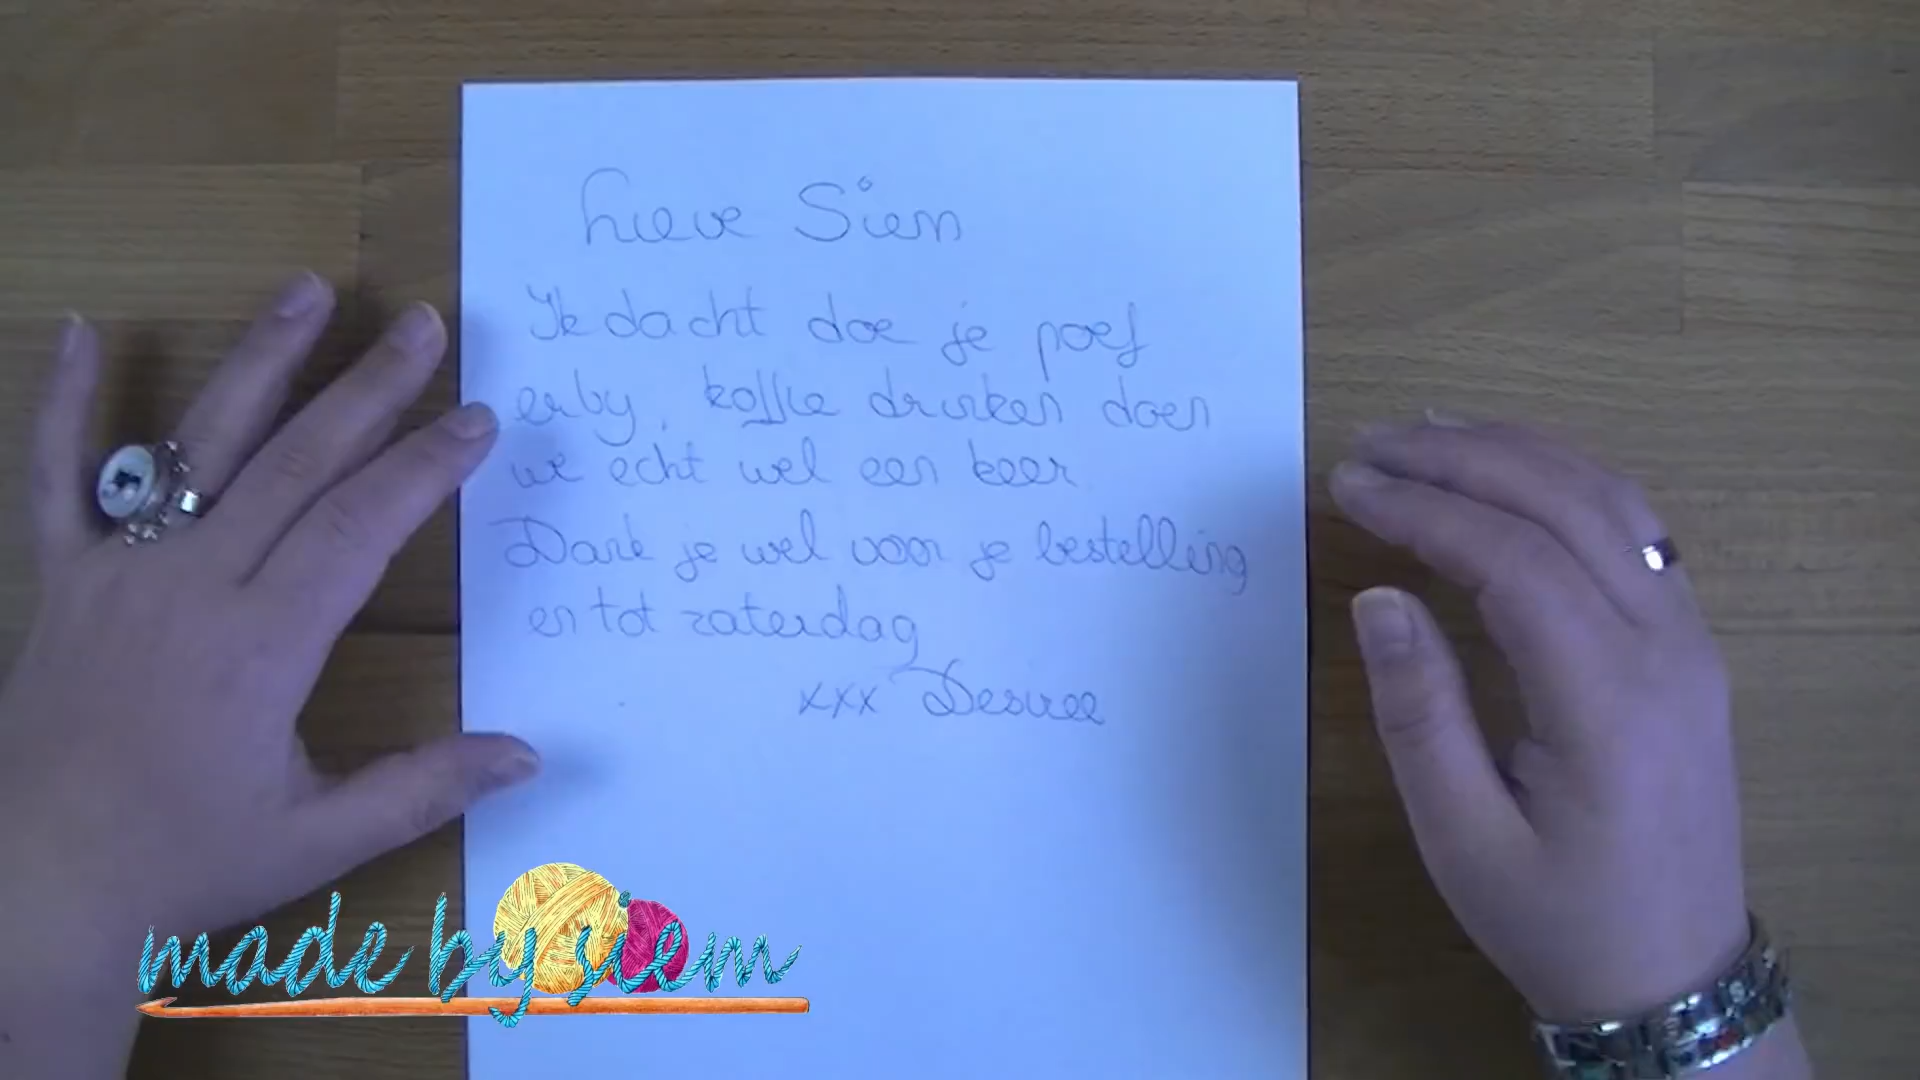 Lieve Siem
Ik dacht doe je poef
erby, koffie drinken doen
we echt wel een keer
Dank je wel voor je bestelling
en tot zaterdag
xxx Desiree
made by siem